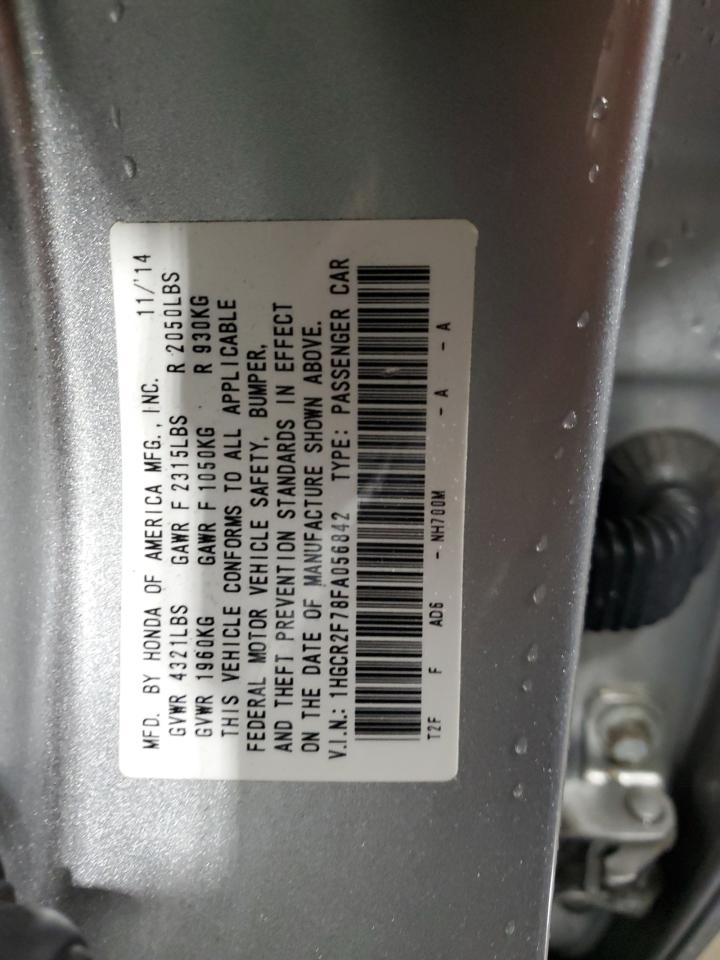 MFD. BY HONDA OF AMERICA MFG., INC. 11/'14
GVWR 4321LBS GAWR F 2315LBS R 2050LBS
GVWR 1960KG GAWR F 1050KG R 930KG
THIS VEHICLE CONFORMS TO ALL APPLICABLE
FEDERAL MOTOR VEHICLE SAFETY, BUMPER,
AND THEFT PREVENTION STANDARDS IN EFFECT
ON THE DATE OF MANUFACTURE SHOWN ABOVE.
V.I.N.: 1HGCR2F78FA056842 TYPE: PASSENGER CAR
T2F F AD6 - NH700M - A - A